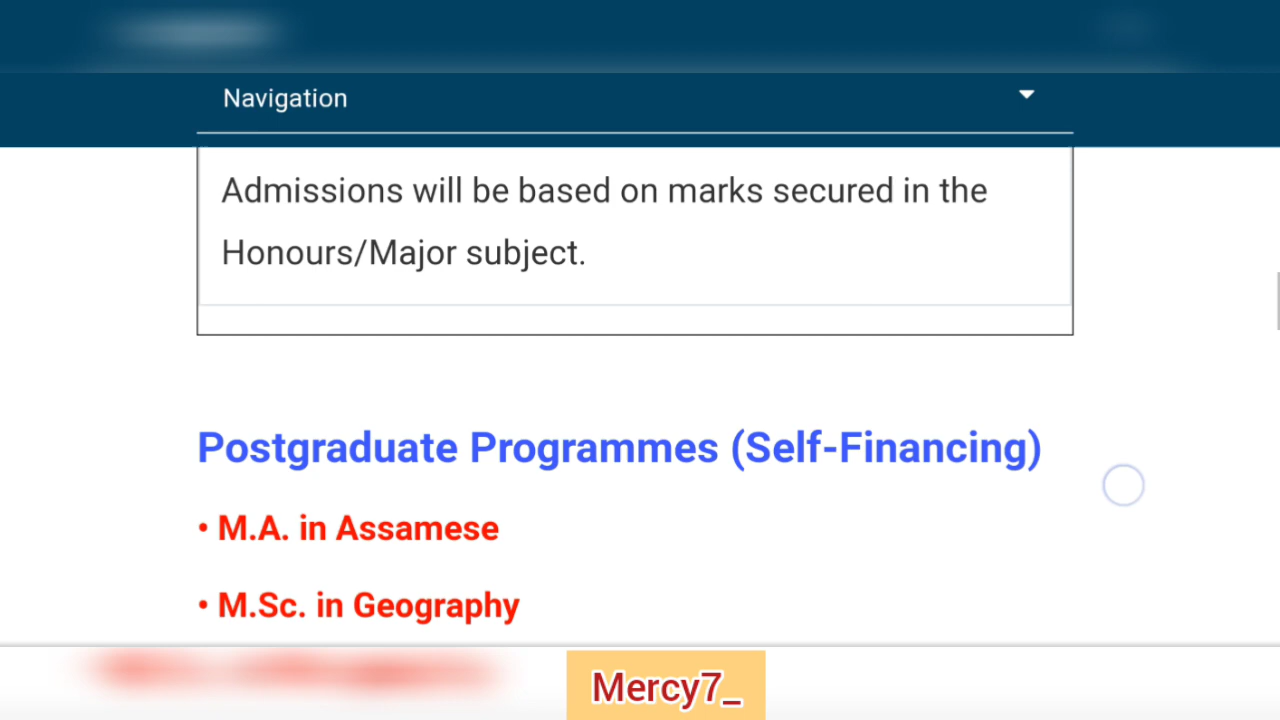 Navigation
Admissions will be based on marks secured in the
Honours/Major subject.
Postgraduate Programmes (Self-Financing)
• M.A. in Assamese
• M.Sc. in Geography
Mercy7_